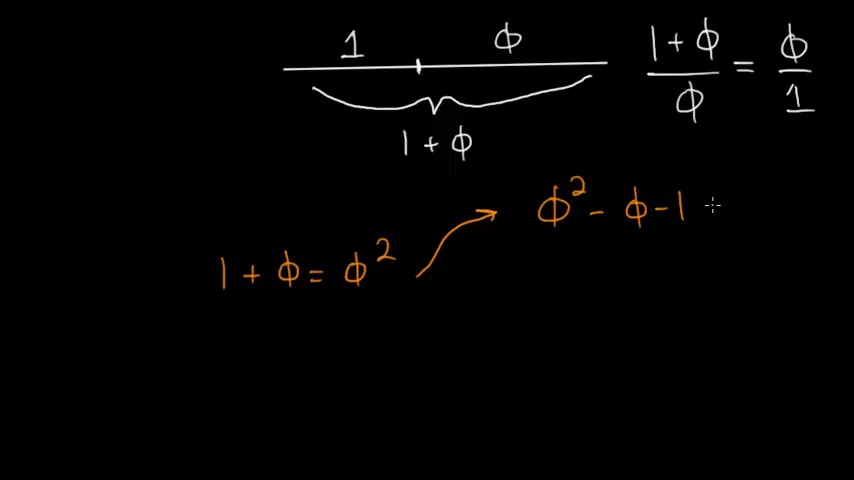 1 φ
1 + φ
1 + φ / φ = φ / 1
φ² - φ - 1
1 + φ = φ²